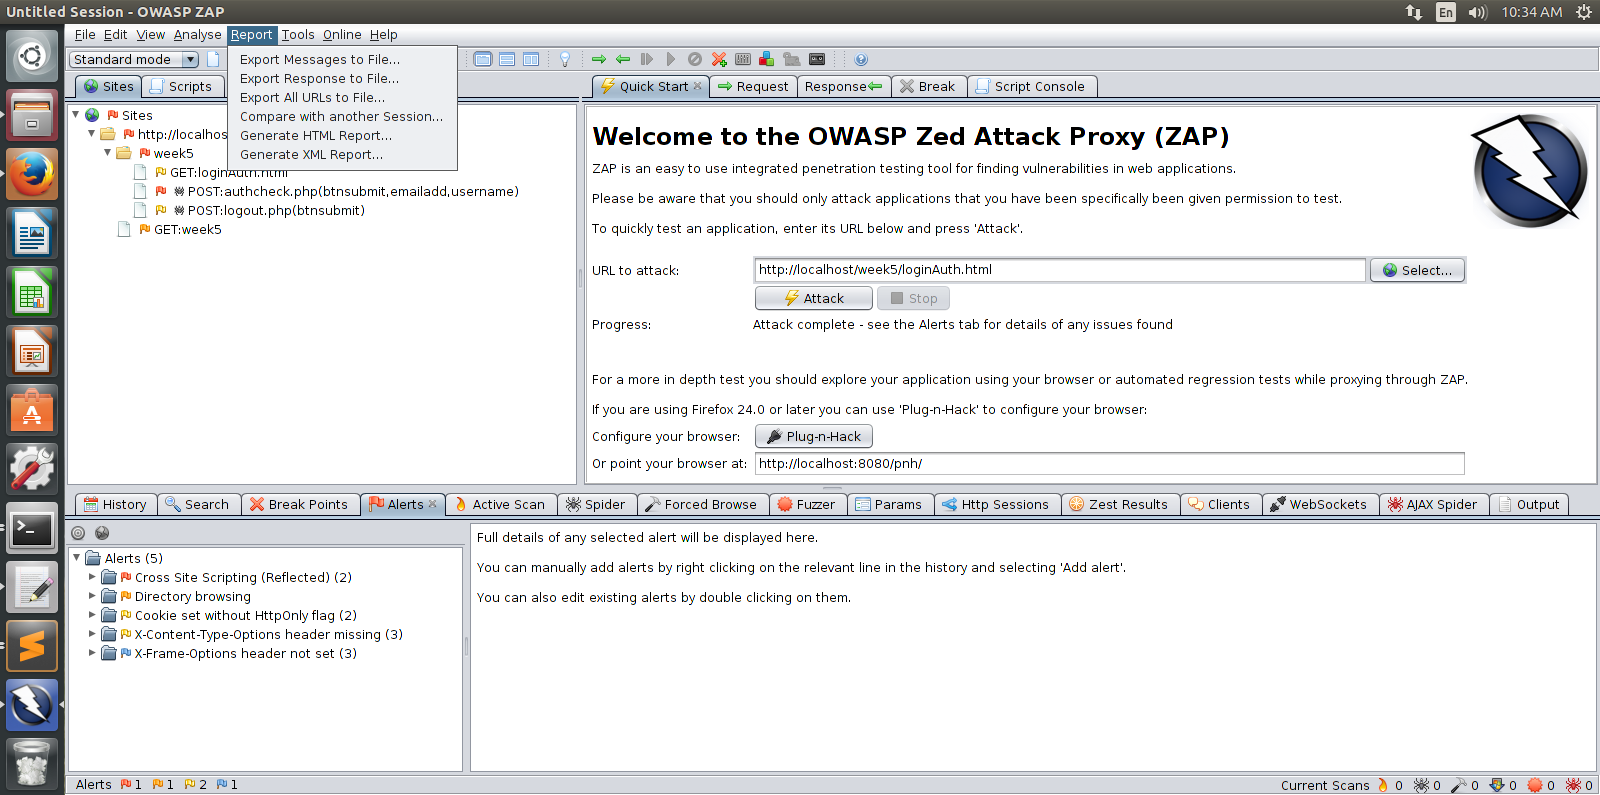 Untitled Session - OWASP ZAP
En 10:34 AM
File Edit View Analyse Report Tools Online Help
Standard mode
Export Messages to File...
Export Response to File...
Export All URLs to File...
Compare with another Session...
Generate HTML Report...
Generate XML Report...
Sites Scripts
Sites
http://localhos
week5
GET:loginAuth.html
POST:authcheck.php(btnsubmit,emailadd,username)
POST:logout.php(btnsubmit)
GET:week5
Quick Start Request Response Break Script Console
Welcome to the OWASP Zed Attack Proxy (ZAP)
ZAP is an easy to use integrated penetration testing tool for finding vulnerabilities in web applications.
Please be aware that you should only attack applications that you have been specifically been given permission to test.
To quickly test an application, enter its URL below and press 'Attack'.
URL to attack: http://localhost/week5/loginAuth.html Select...
Attack Stop
Progress: Attack complete - see the Alerts tab for details of any issues found
For a more in depth test you should explore your application using your browser or automated regression tests while proxying through ZAP.
If you are using Firefox 24.0 or later you can use 'Plug-n-Hack' to configure your browser:
Configure your browser: Plug-n-Hack
Or point your browser at: http://localhost:8080/pnh/
History Search Break Points Alerts Active Scan Spider Forced Browse Fuzzer Params Http Sessions Zest Results Clients WebSockets AJAX Spider Output
Alerts (5)
Cross Site Scripting (Reflected) (2)
Directory browsing
Cookie set without HttpOnly flag (2)
X-Content-Type-Options header missing (3)
X-Frame-Options header not set (3)
Full details of any selected alert will be displayed here.
You can manually add alerts by right clicking on the relevant line in the history and selecting 'Add alert'.
You can also edit existing alerts by double clicking on them.
Alerts 1 1 2 1
Current Scans 0 0 0 0 0 0